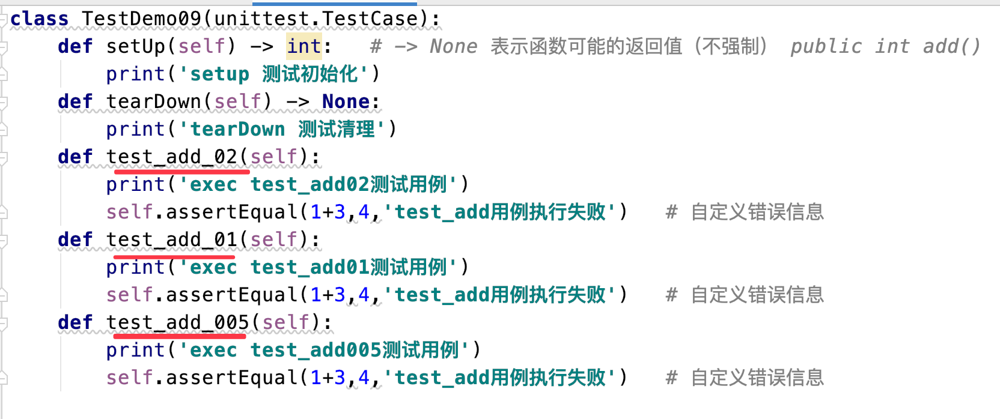 class TestDemo09(unittest.TestCase):
    def setUp(self) -> int:   # -> None 表示函数可能的返回值（不强制） public int add()
        print('setup 测试初始化')
    def tearDown(self) -> None:
        print('tearDown 测试清理')
    def test_add_02(self):
        print('exec test_add02测试用例')
        self.assertEqual(1+3,4,'test_add用例执行失败')   # 自定义错误信息
    def test_add_01(self):
        print('exec test_add01测试用例')
        self.assertEqual(1+3,4,'test_add用例执行失败')   # 自定义错误信息
    def test_add_005(self):
        print('exec test_add005测试用例')
        self.assertEqual(1+3,4,'test_add用例执行失败')   # 自定义错误信息